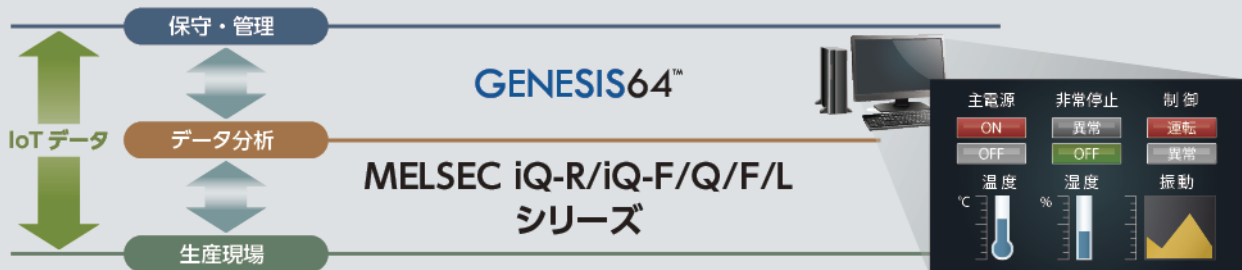 保守・管理
GENESIS64™
IoTデータ
データ分析
MELSEC iQ-R/iQ-F/Q/F/L
シリーズ
生産現場
主電源 非常停止 制御
ON 異常 運転
OFF OFF 異常
温度 湿度 振動
℃ %